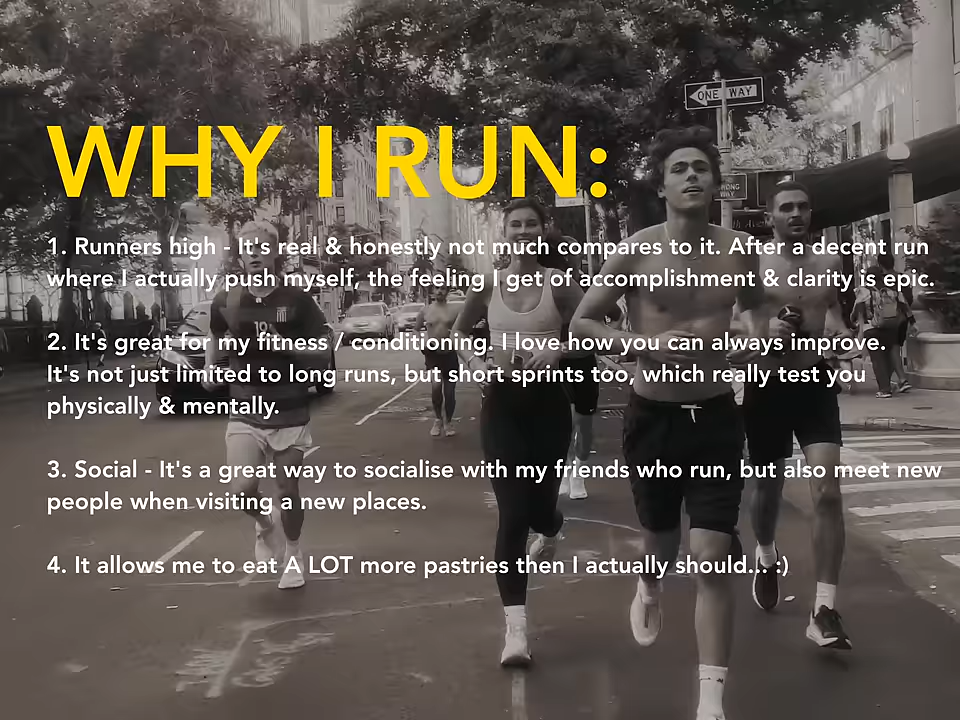 WHY I RUN:
1. Runners high - It's real & honestly not much compares to it. After a decent run
where I actually push myself, the feeling I get of accomplishment & clarity is epic.
2. It's great for my fitness / conditioning. I love how you can always improve.
It's not just limited to long runs, but short sprints too, which really test you
physically & mentally.
3. Social - It's a great way to socialise with my friends who run, but also meet new
people when visiting a new places.
4. It allows me to eat A LOT more pastries then I actually should... :)
ONE WAY
WRONG
WAY